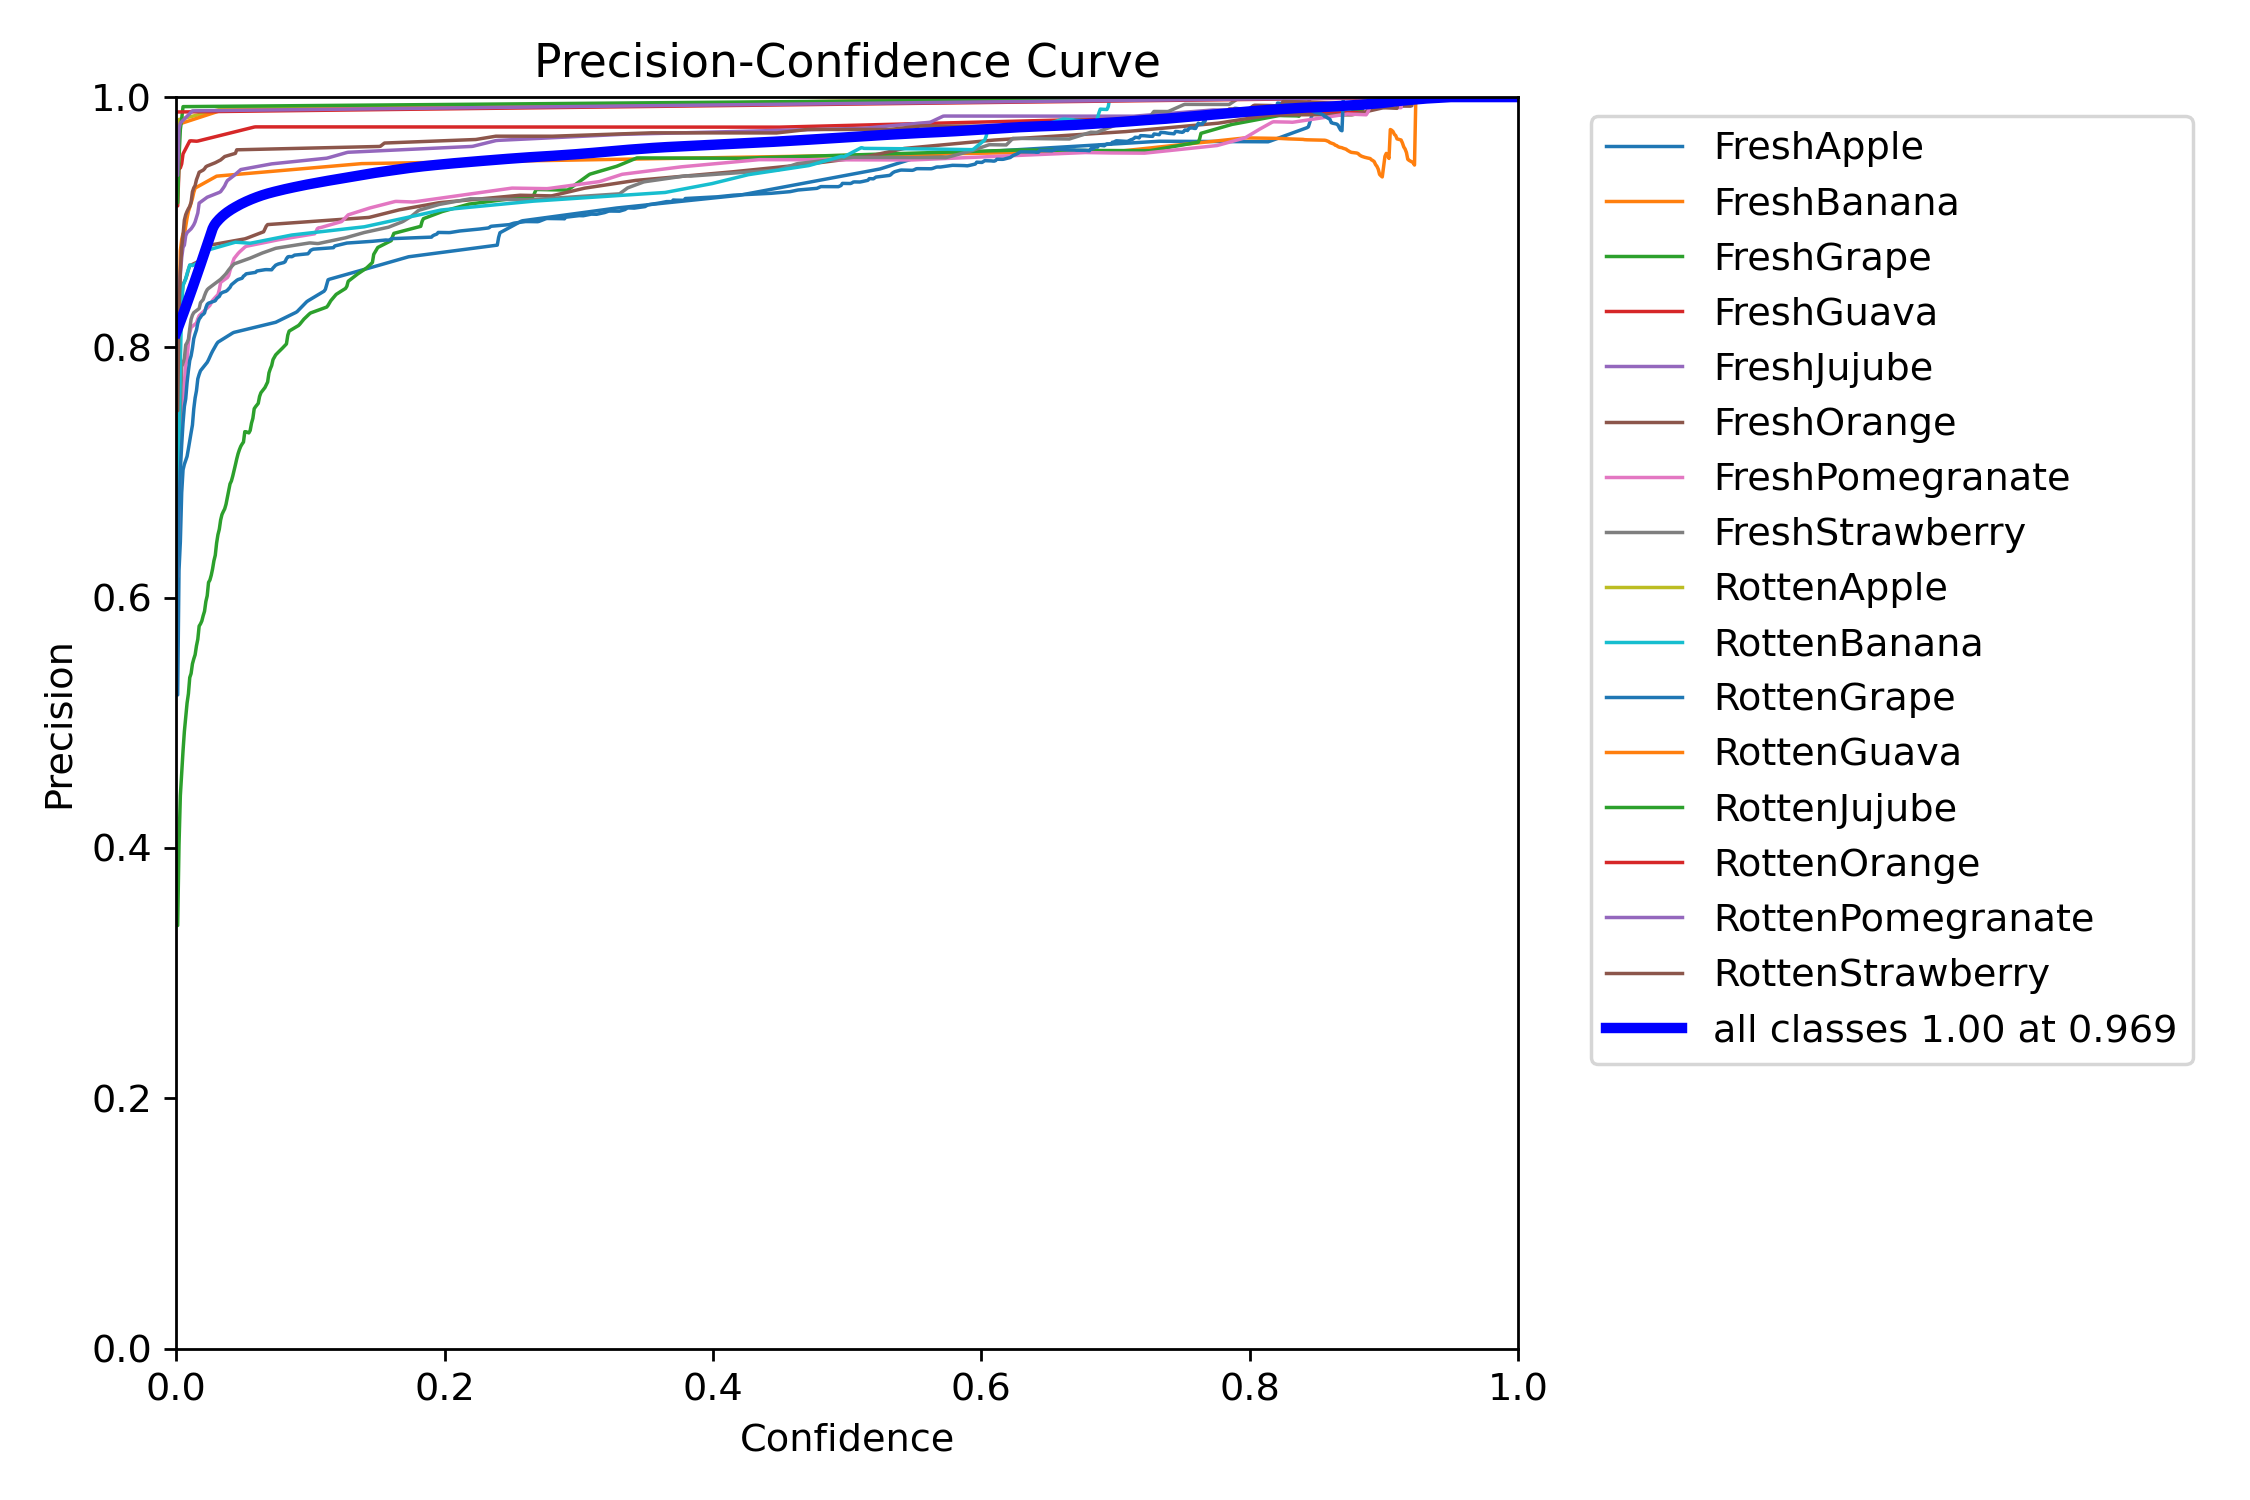 Precision-Confidence Curve
1.0
0.8
0.6
0.4
0.2
0.0
Precision
0.0 0.2 0.4 0.6 0.8 1.0
Confidence
FreshApple
FreshBanana
FreshGrape
FreshGuava
FreshJujube
FreshOrange
FreshPomegranate
FreshStrawberry
RottenApple
RottenBanana
RottenGrape
RottenGuava
RottenJujube
RottenOrange
RottenPomegranate
RottenStrawberry
all classes 1.00 at 0.969